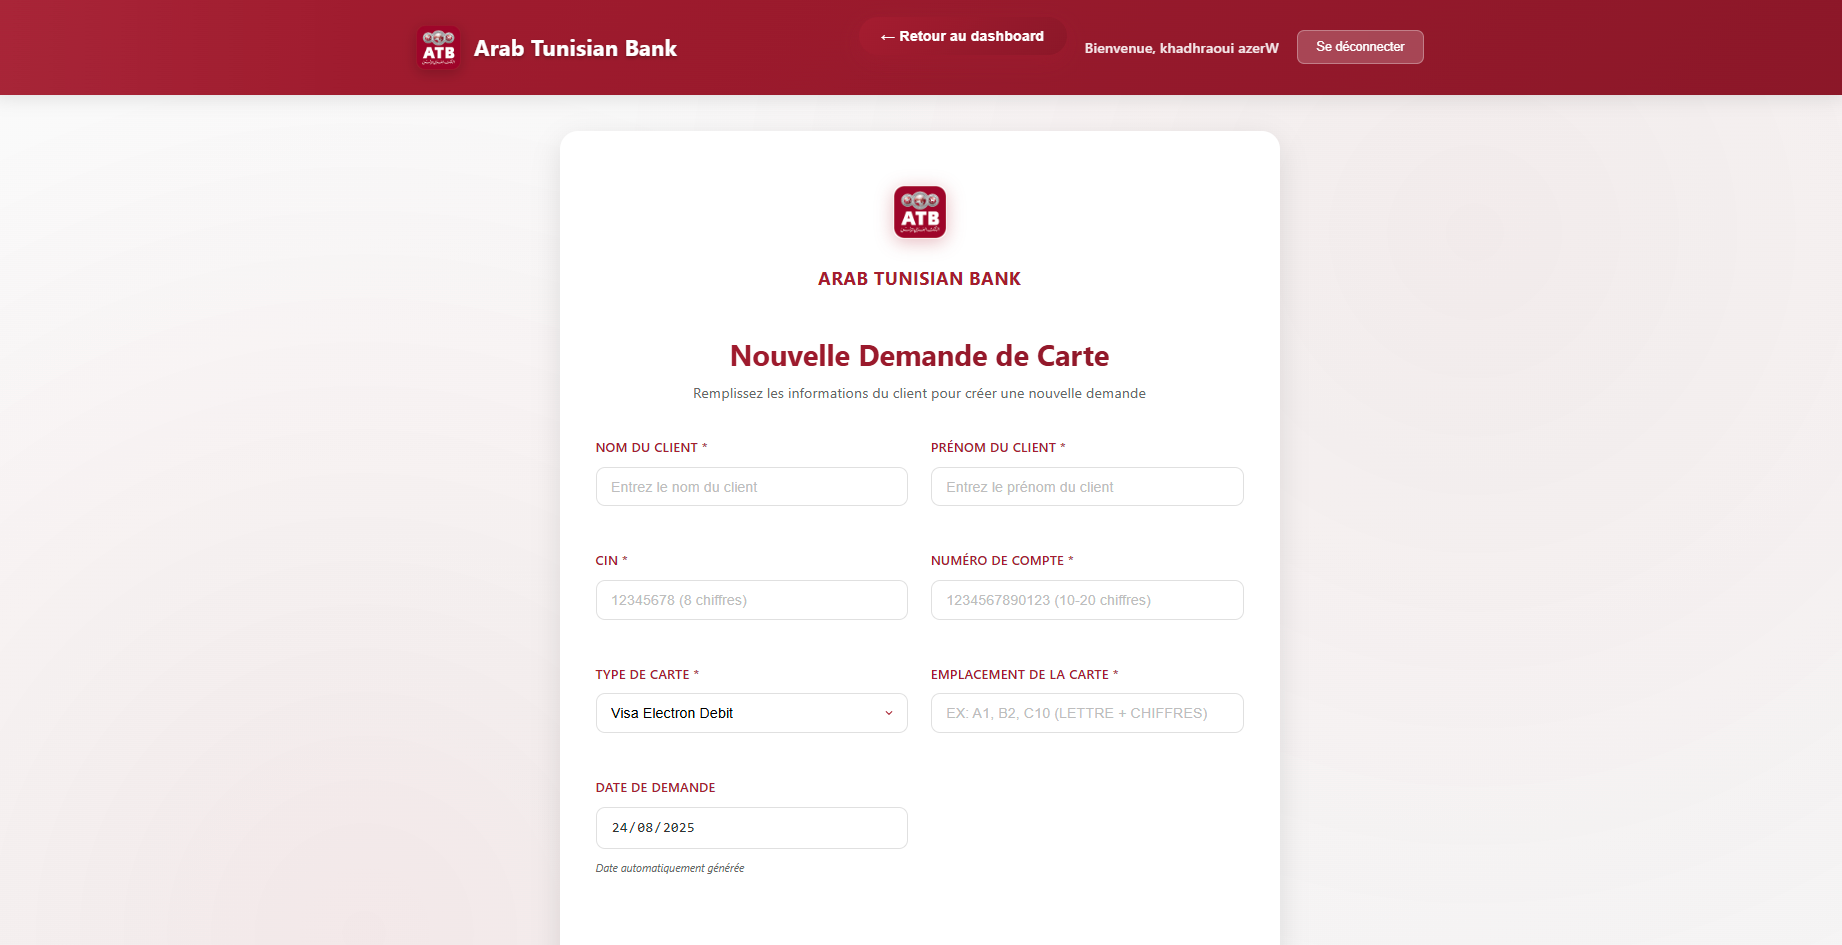 ATB
Arab Tunisian Bank
← Retour au dashboard
Bienvenue, khadhraoui azerW
Se déconnecter
ATB
ARAB TUNISIAN BANK
Nouvelle Demande de Carte
Remplissez les informations du client pour créer une nouvelle demande
NOM DU CLIENT *
PRÉNOM DU CLIENT *
Entrez le nom du client
Entrez le prénom du client
CIN *
NUMÉRO DE COMPTE *
12345678 (8 chiffres)
1234567890123 (10-20 chiffres)
TYPE DE CARTE *
EMPLACEMENT DE LA CARTE *
Visa Electron Debit
EX: A1, B2, C10 (LETTRE + CHIFFRES)
DATE DE DEMANDE
24/08/2025
Date automatiquement générée